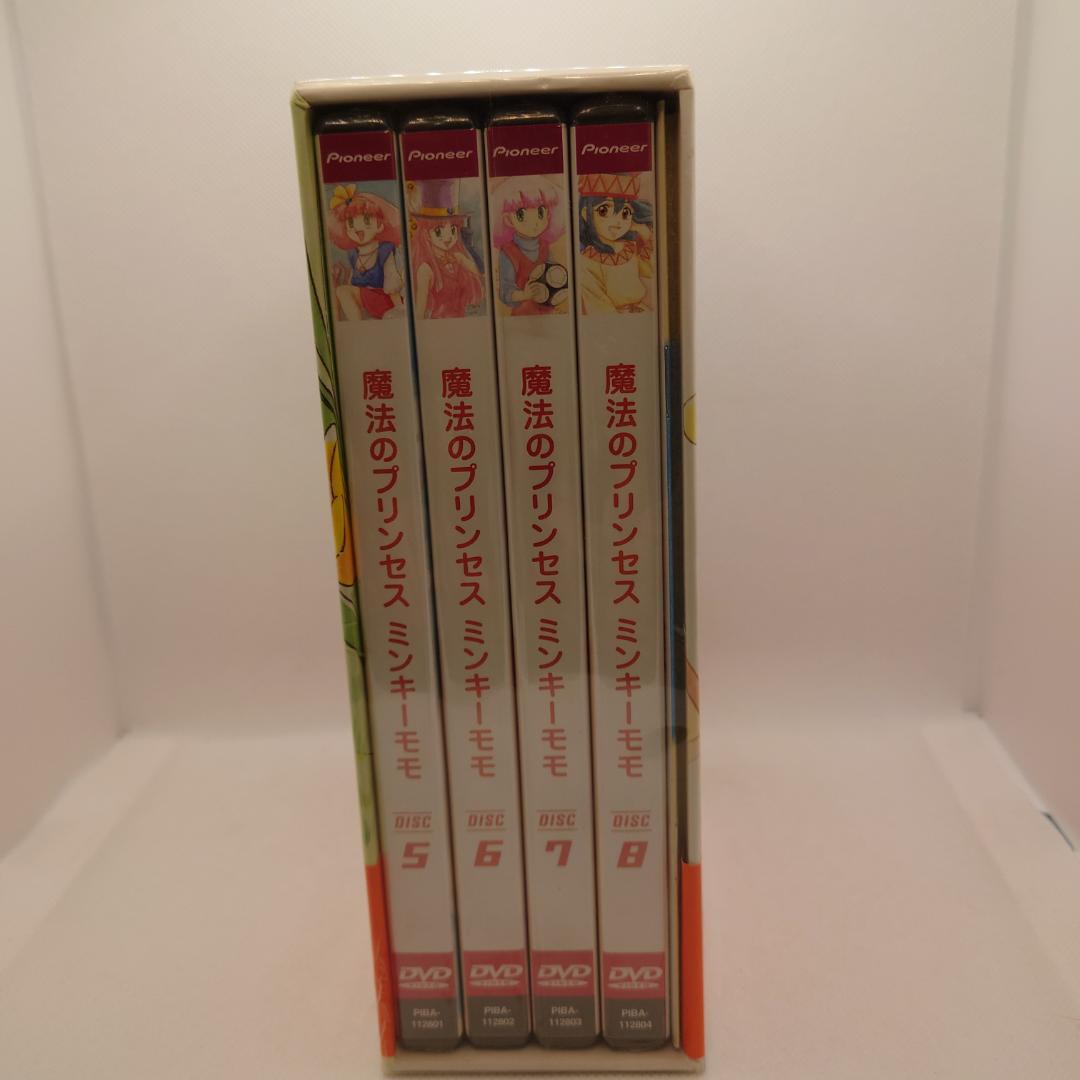 Pioneer
魔法のプリンセス ミンキーモモ
DISC
5
DVD
VIDEO
PIBA-
112801
Pioneer
魔法のプリンセス ミンキーモモ
DISC
6
DVD
VIDEO
PIBA-
112802
Pioneer
魔法のプリンセス ミンキーモモ
DISC
7
DVD
VIDEO
PIBA-
112803
Pioneer
魔法のプリンセス ミンキーモモ
DISC
8
DVD
VIDEO
PIBA-
112804